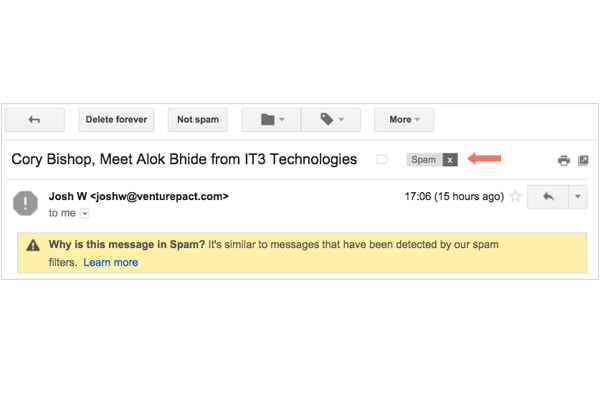 Delete forever Not spam More
Cory Bishop, Meet Alok Bhide from IT3 Technologies Spam x
Josh W <joshw@venturepact.com> 17:06 (15 hours ago)
to me
Why is this message in Spam? It's similar to messages that have been detected by our spam
filters. Learn more